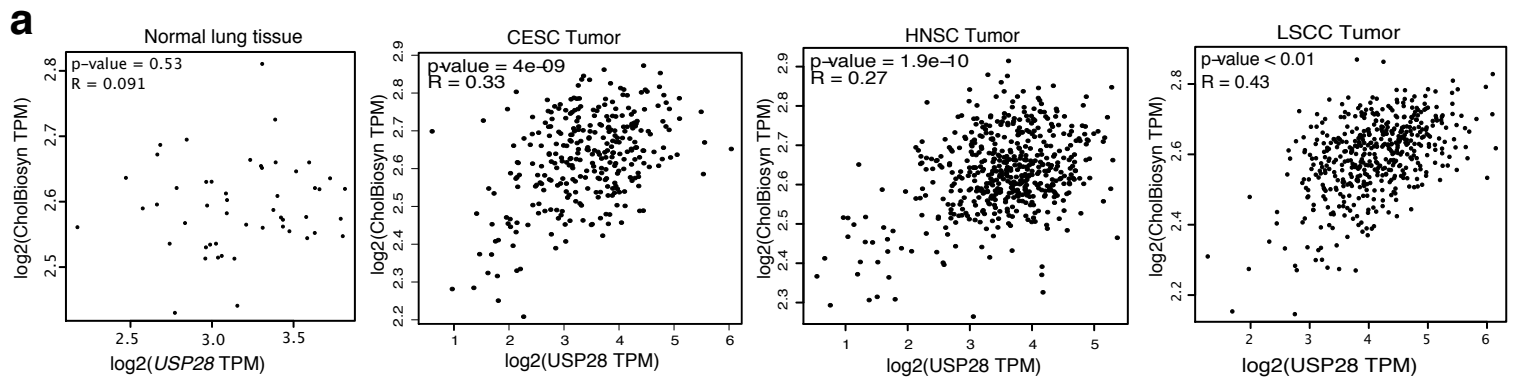 a
Normal lung tissue
p-value = 0.53
R = 0.091
2.8
2.7
2.6
2.5
log2(CholBiosyn TPM)
2.5 3.0 3.5
log2(USP28 TPM)
CESC Tumor
p-value = 4e-09
R = 0.33
2.9
2.8
2.7
2.6
2.5
2.4
2.3
2.2
log2(CholBiosyn TPM)
1 2 3 4 5 6
log2(USP28 TPM)
HNSC Tumor
p-value = 1.9e-10
R = 0.27
2.9
2.8
2.7
2.6
2.5
2.4
2.3
log2(CholBiosyn TPM)
1 2 3 4 5
log2(USP28 TPM)
LSCC Tumor
p-value < 0.01
R = 0.43
2.8
2.6
2.4
2.2
log2(CholBiosyn TPM)
2 3 4 5 6
log2(USP28 TPM)